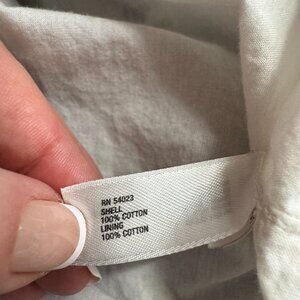 RN 54023
SHELL
100% COTTON
LINING
100% COTTON